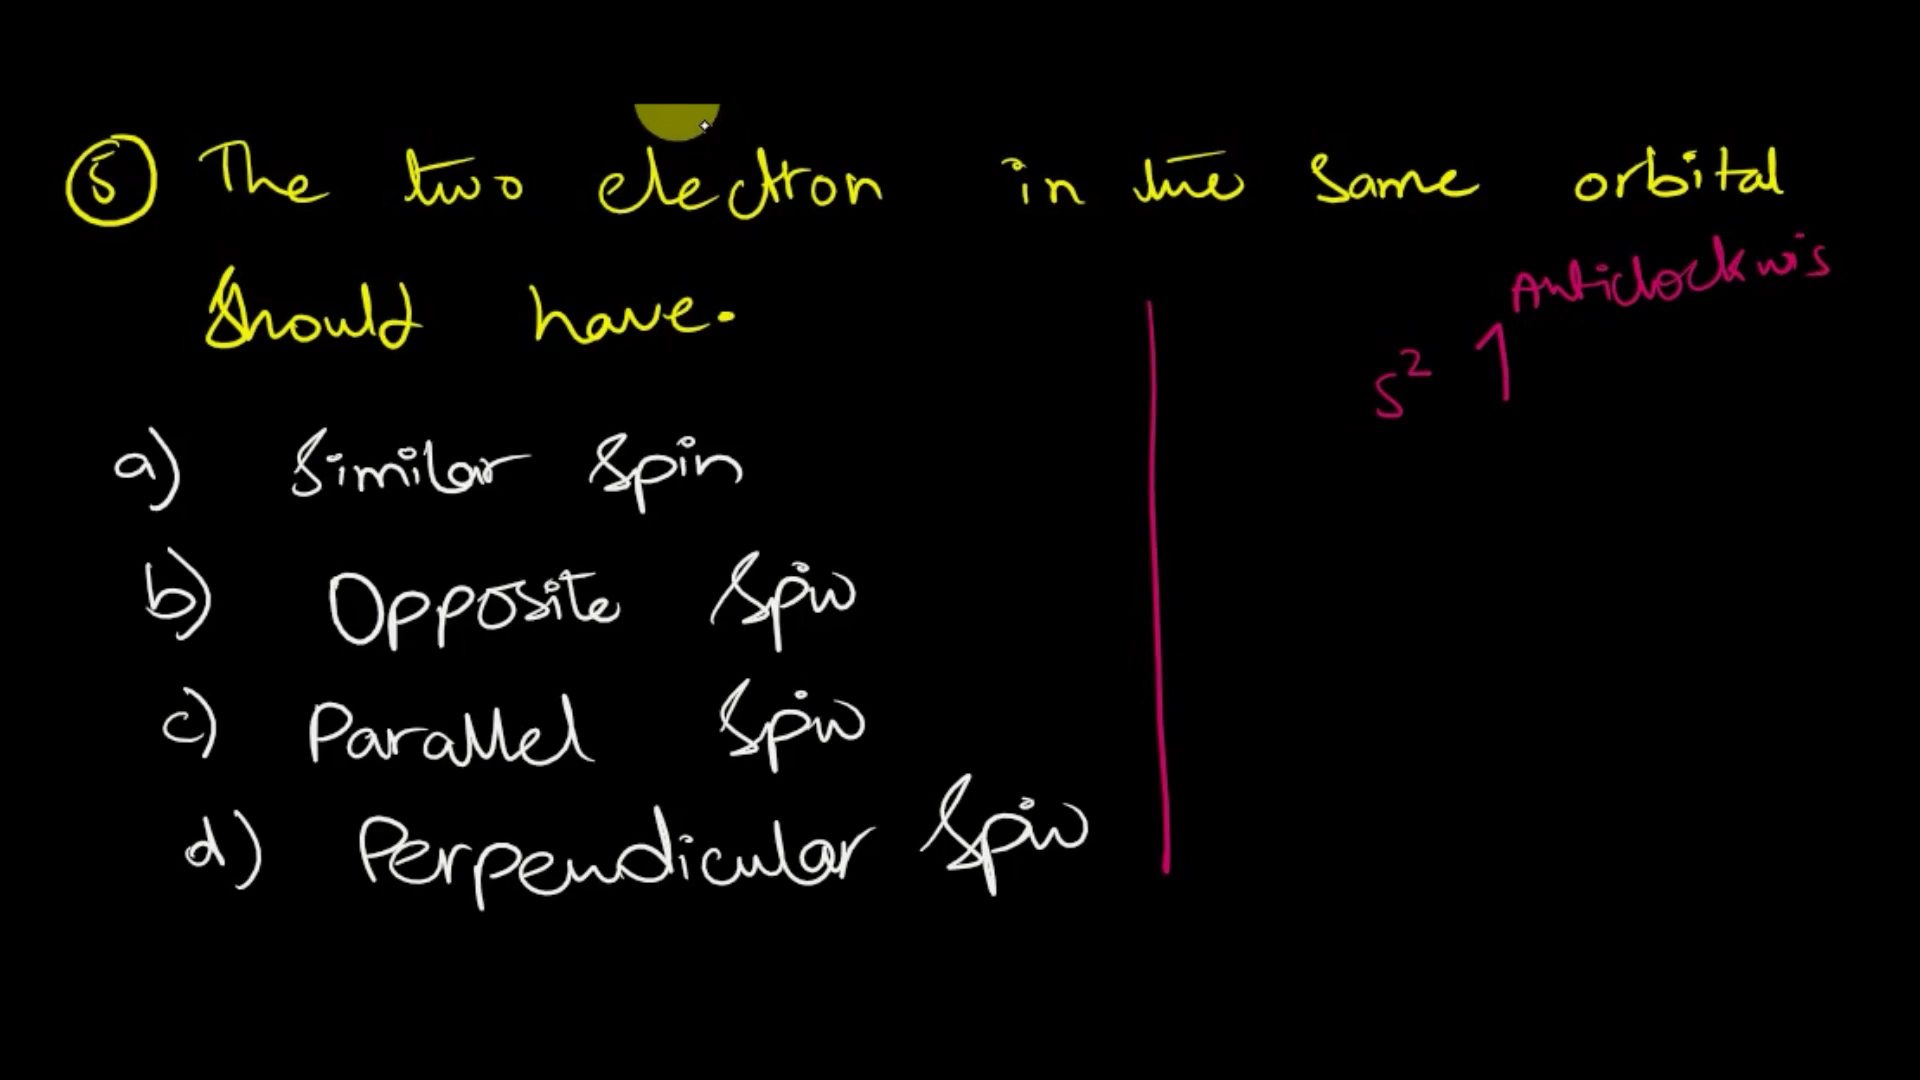 5 The two electron in the same orbital
should have.
a) Similar Spin
b) Opposite Spin
c) Parallel Spin
d) Perpendicular Spin
Anticlockwis
s² ↑